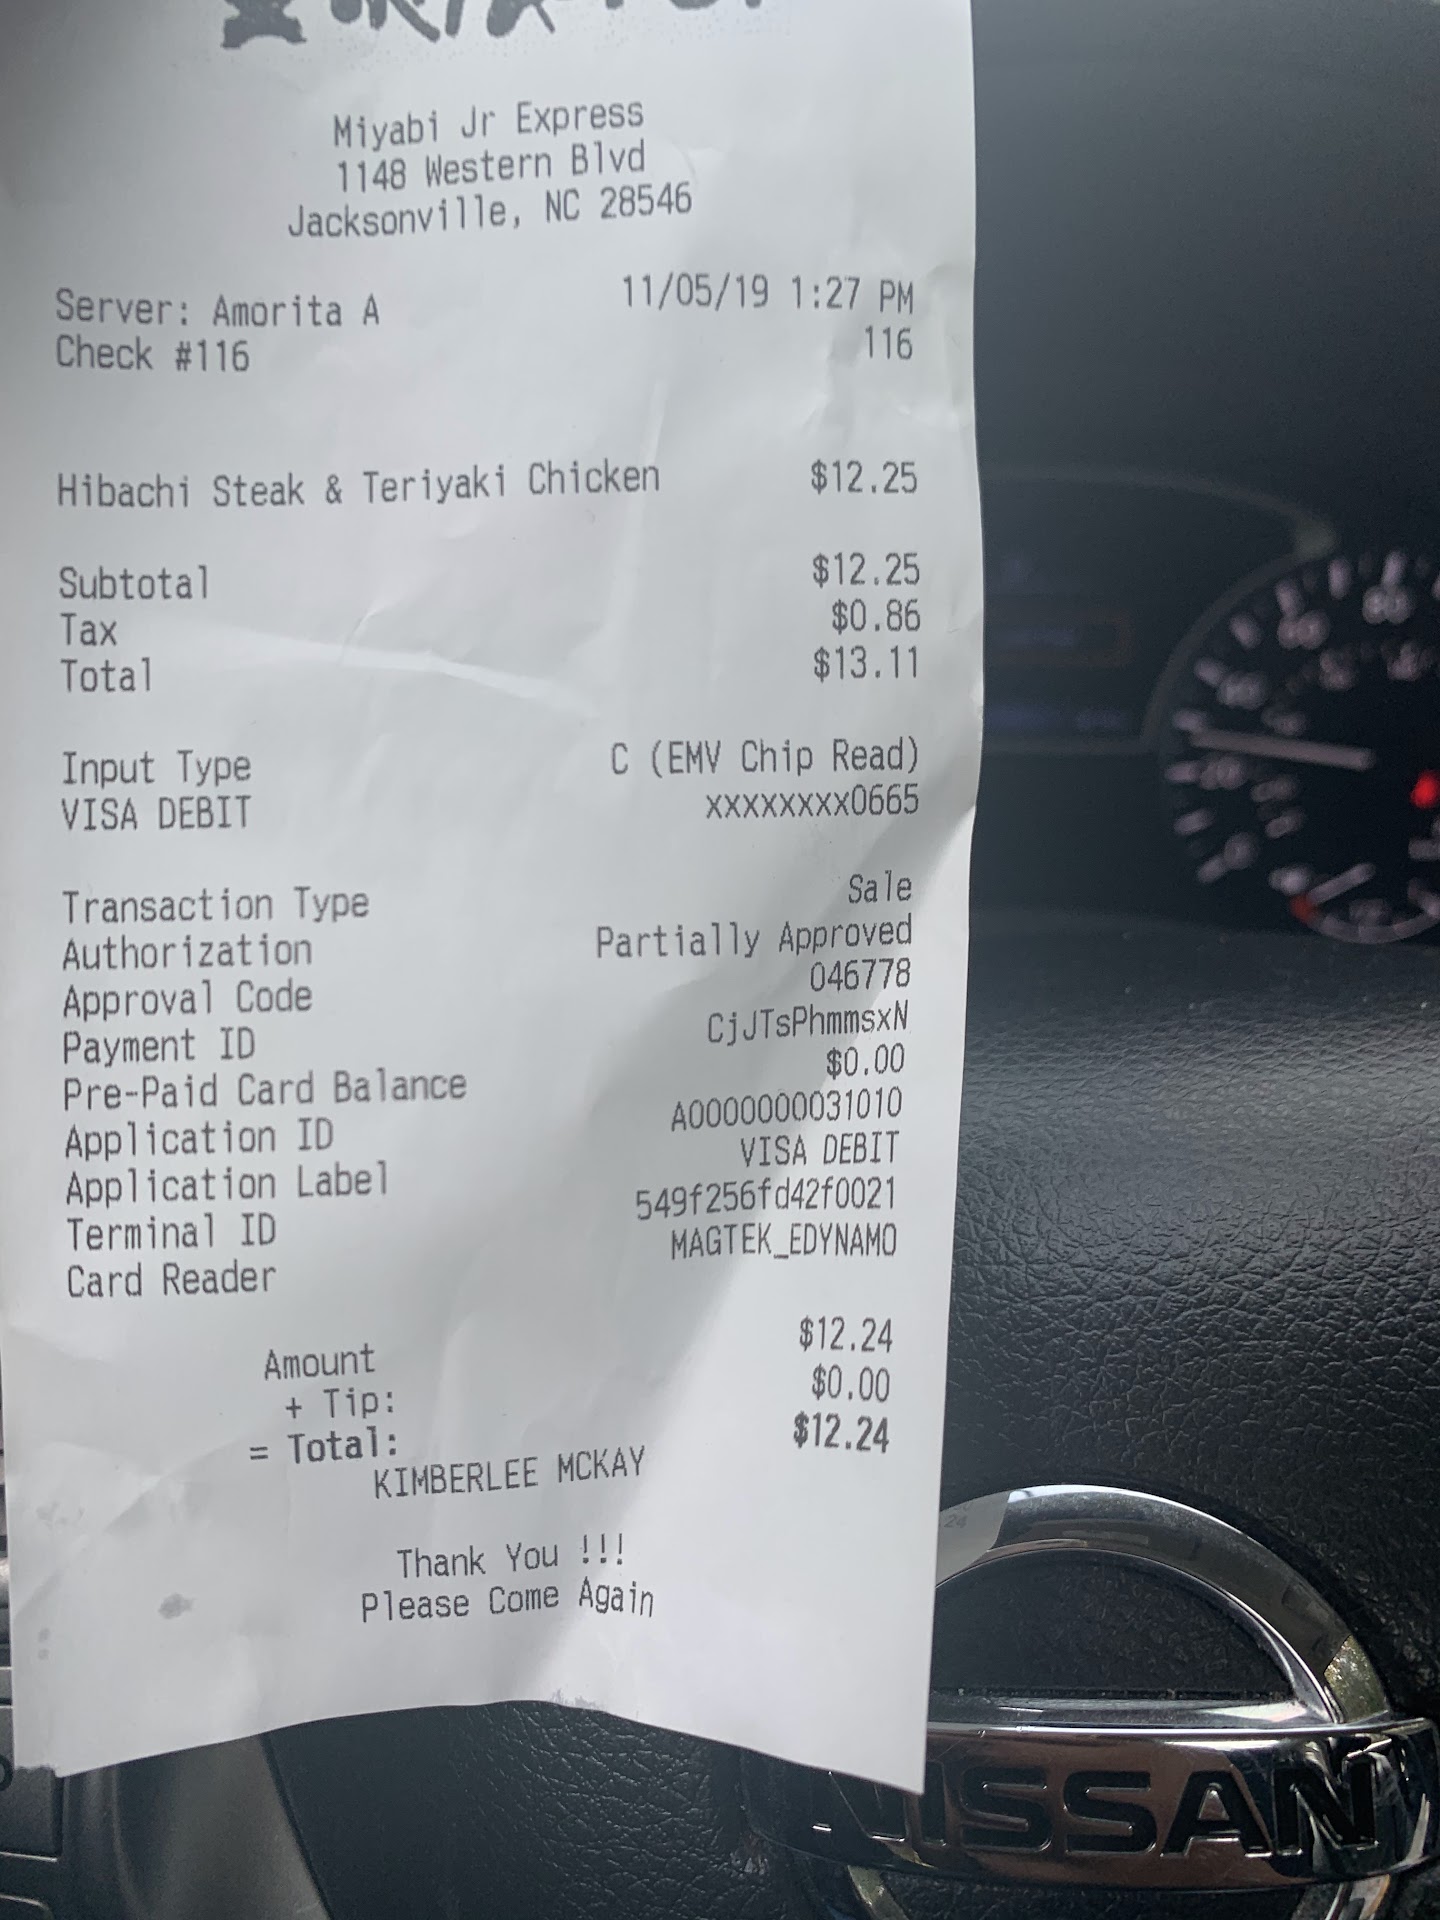 Miyabi Jr Express
1148 Western Blvd
Jacksonville, NC 28546
Server: Amorita A 11/05/19 1:27 PM
Check #116 116
Hibachi Steak & Teriyaki Chicken $12.25
Subtotal $12.25
Tax $0.86
Total $13.11
Input Type C (EMV Chip Read)
VISA DEBIT xxxxxxxx0665
Transaction Type Sale
Authorization Partially Approved
Approval Code 046778
Payment ID CjJTsPhmmsxN
Pre-Paid Card Balance $0.00
Application ID A0000000031010
Application Label VISA DEBIT
Terminal ID 549f256fd42f0021
Card Reader MAGTEK_EDYNAMO
Amount $12.24
+ Tip: $0.00
= Total: $12.24
KIMBERLEE MCKAY
Thank You !!!
Please Come Again
NISSAN